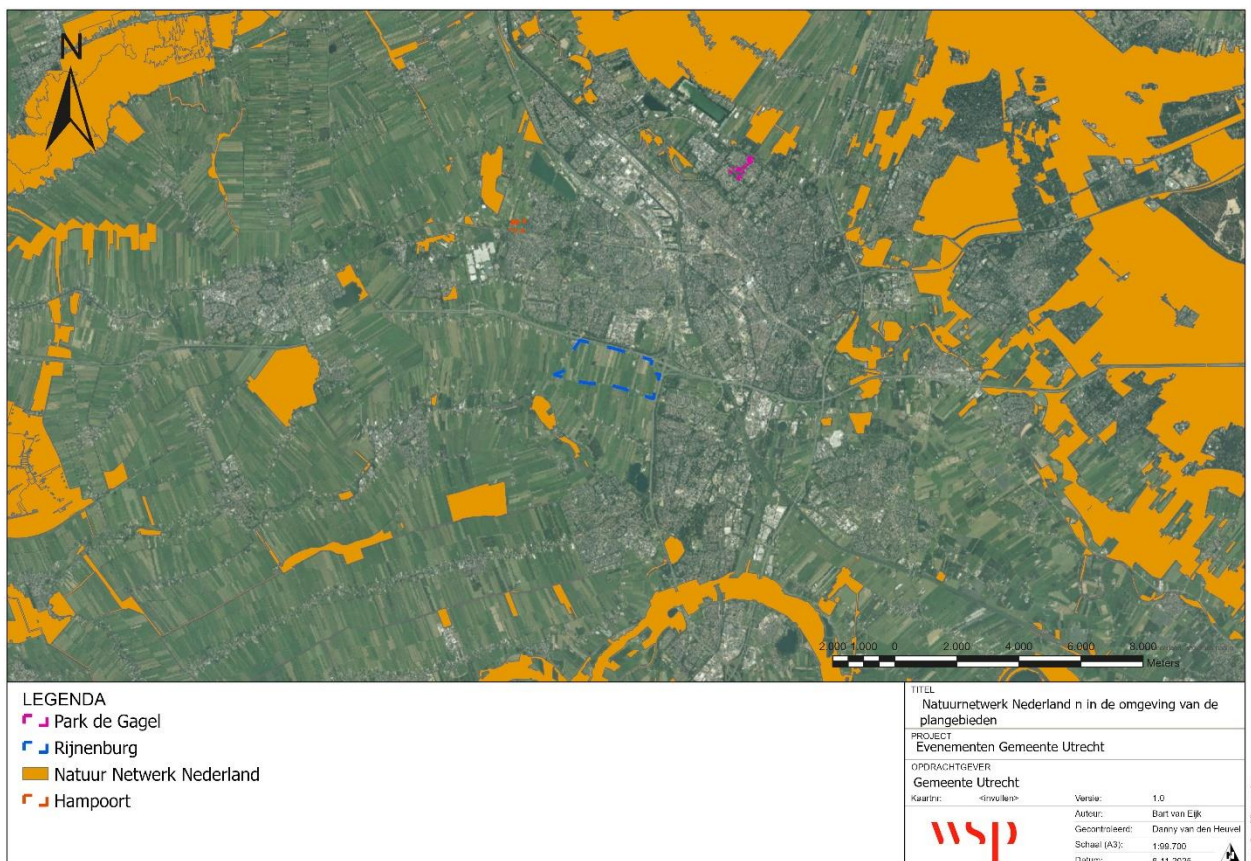 N
2.000 1.000 0 2.000 4.000 6.000 8.000
Meters
LEGENDA
Park de Gagel
Rijnenburg
Natuur Netwerk Nederland
Hampoort
TITEL
Natuurnetwerk Nederland n in de omgeving van de
plangebieden
PROJECT
Evenementen Gemeente Utrecht
OPDRACHTGEVER
Gemeente Utrecht
Kaartnr: <invullen>
Versie: 1.0
Auteur: Bart van Eijk
Gecontroleerd: Danny van den Heuvel
Schaal (A3): 1:99.700
Datum:
wsp